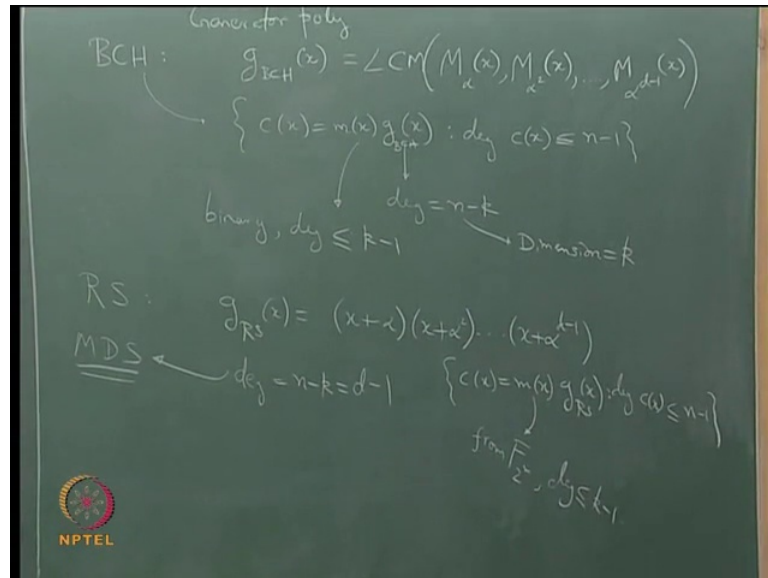 Generator poly
BCH : g_BCH(x) = LCM(M_α(x), M_α²(x), ..., M_α^{d-1}(x))
{ c(x) = m(x) g_BCH(x) : deg c(x) ≤ n-1}
deg = n-k
binary, deg ≤ k-1
Dimension = k
RS : g_RS(x) = (x+α)(x+α²)...(x+α^{d-1})
MDS deg = n-k = d-1 {c(x) = m(x) g_RS(x) : deg c(x) ≤ n-1}
from F_2^r, deg ≤ k-1
NPTEL